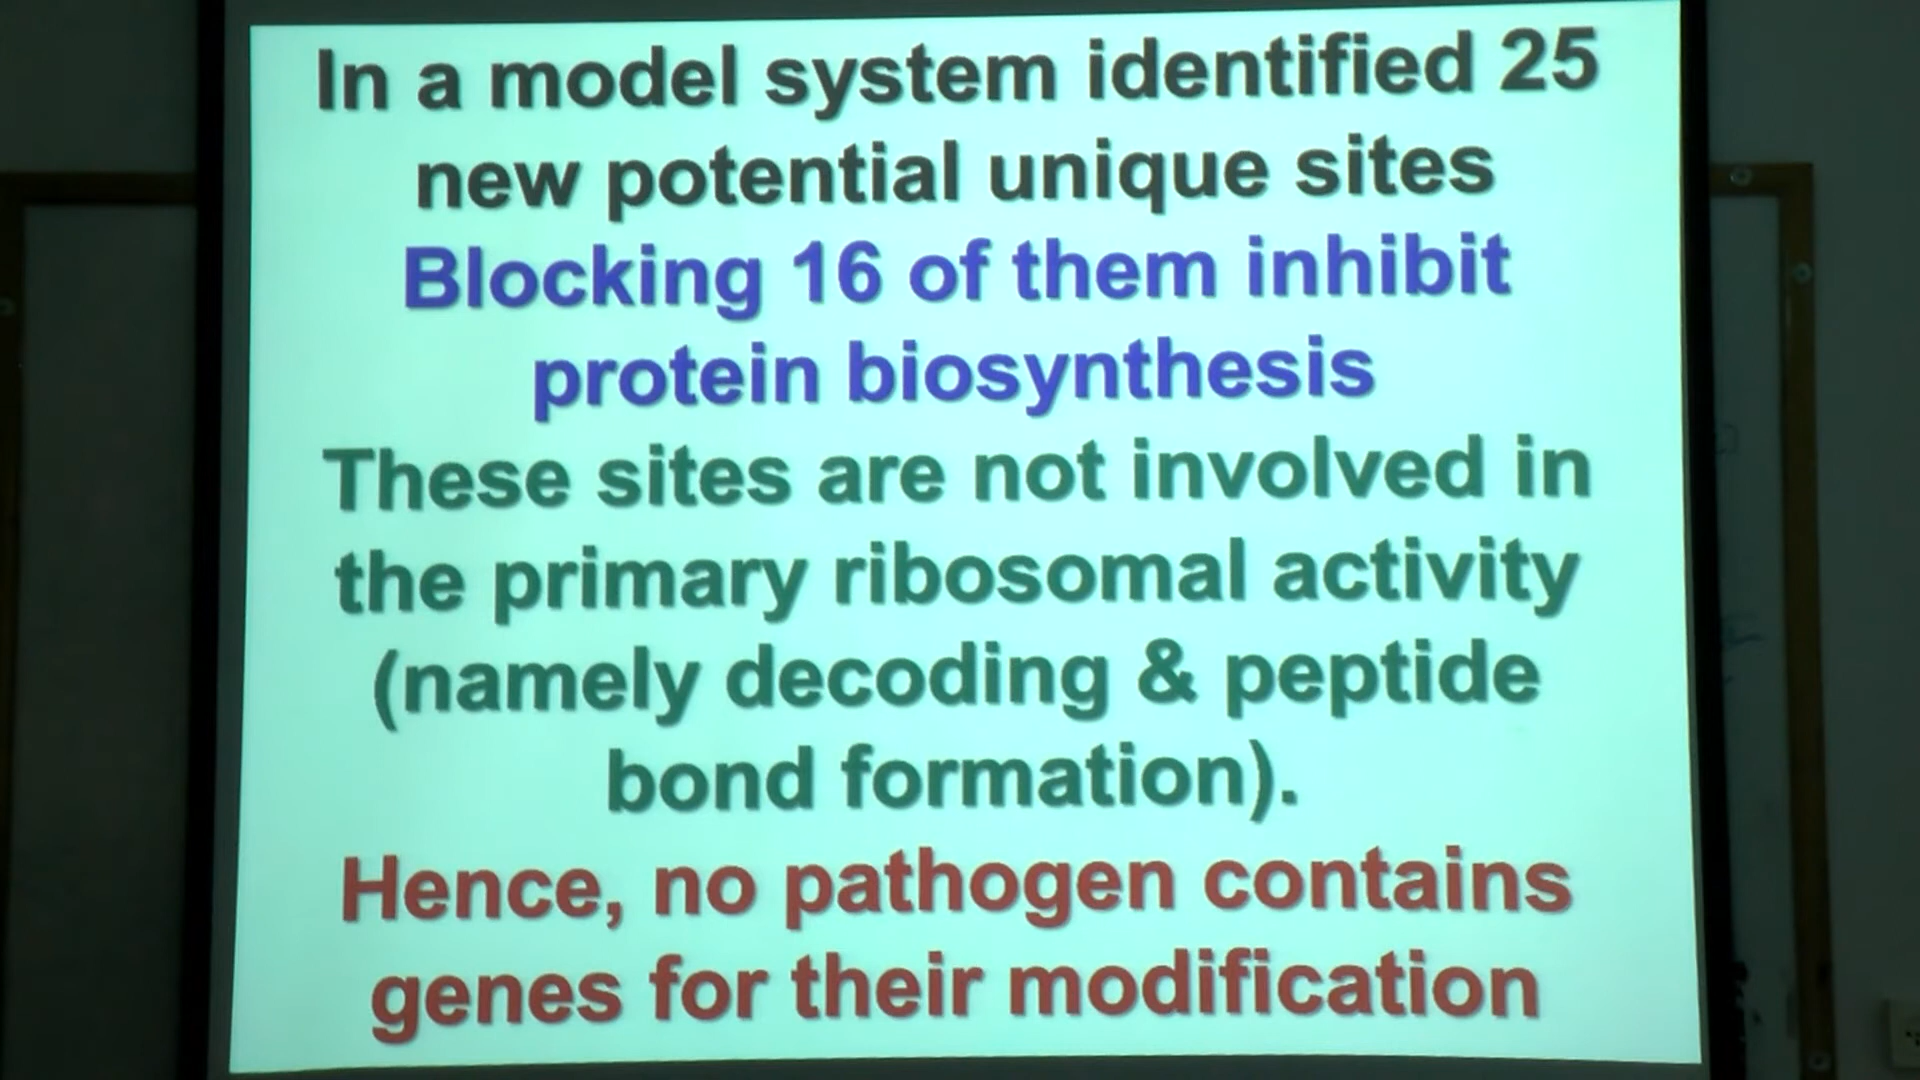 In a model system identified 25
new potential unique sites
Blocking 16 of them inhibit
protein biosynthesis
These sites are not involved in
the primary ribosomal activity
(namely decoding & peptide
bond formation).
Hence, no pathogen contains
genes for their modification